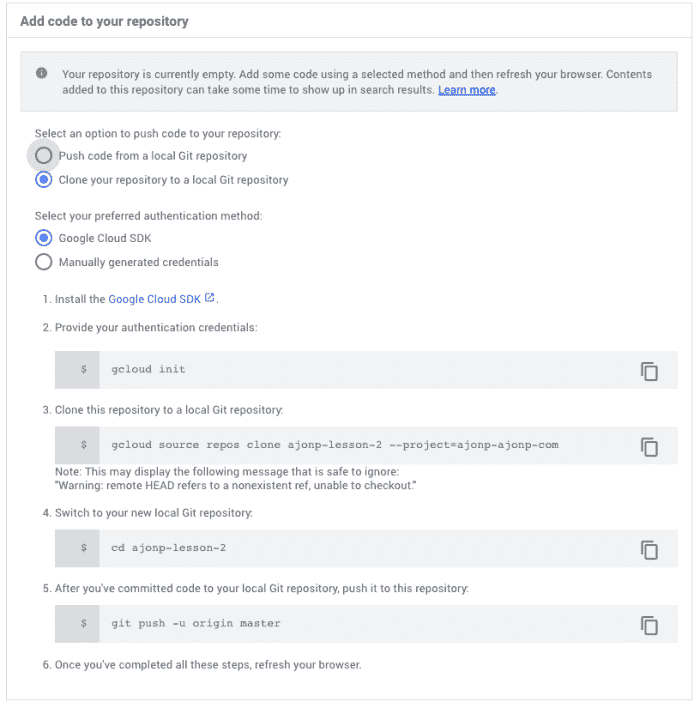 Add code to your repository
Your repository is currently empty. Add some code using a selected method and then refresh your browser. Contents
added to this repository can take some time to show up in search results. Learn more.
Select an option to push code to your repository:
Push code from a local Git repository
Clone your repository to a local Git repository
Select your preferred authentication method:
Google Cloud SDK
Manually generated credentials
1. Install the Google Cloud SDK.
2. Provide your authentication credentials:
$ gcloud init
3. Clone this repository to a local Git repository:
$ gcloud source repos clone ajonp-lesson-2 --project=ajonp-ajonp-com
Note: This may display the following message that is safe to ignore:
"Warning: remote HEAD refers to a nonexistent ref, unable to checkout."
4. Switch to your new local Git repository:
$ cd ajonp-lesson-2
5. After you've committed code to your local Git repository, push it to this repository:
$ git push -u origin master
6. Once you've completed all these steps, refresh your browser.